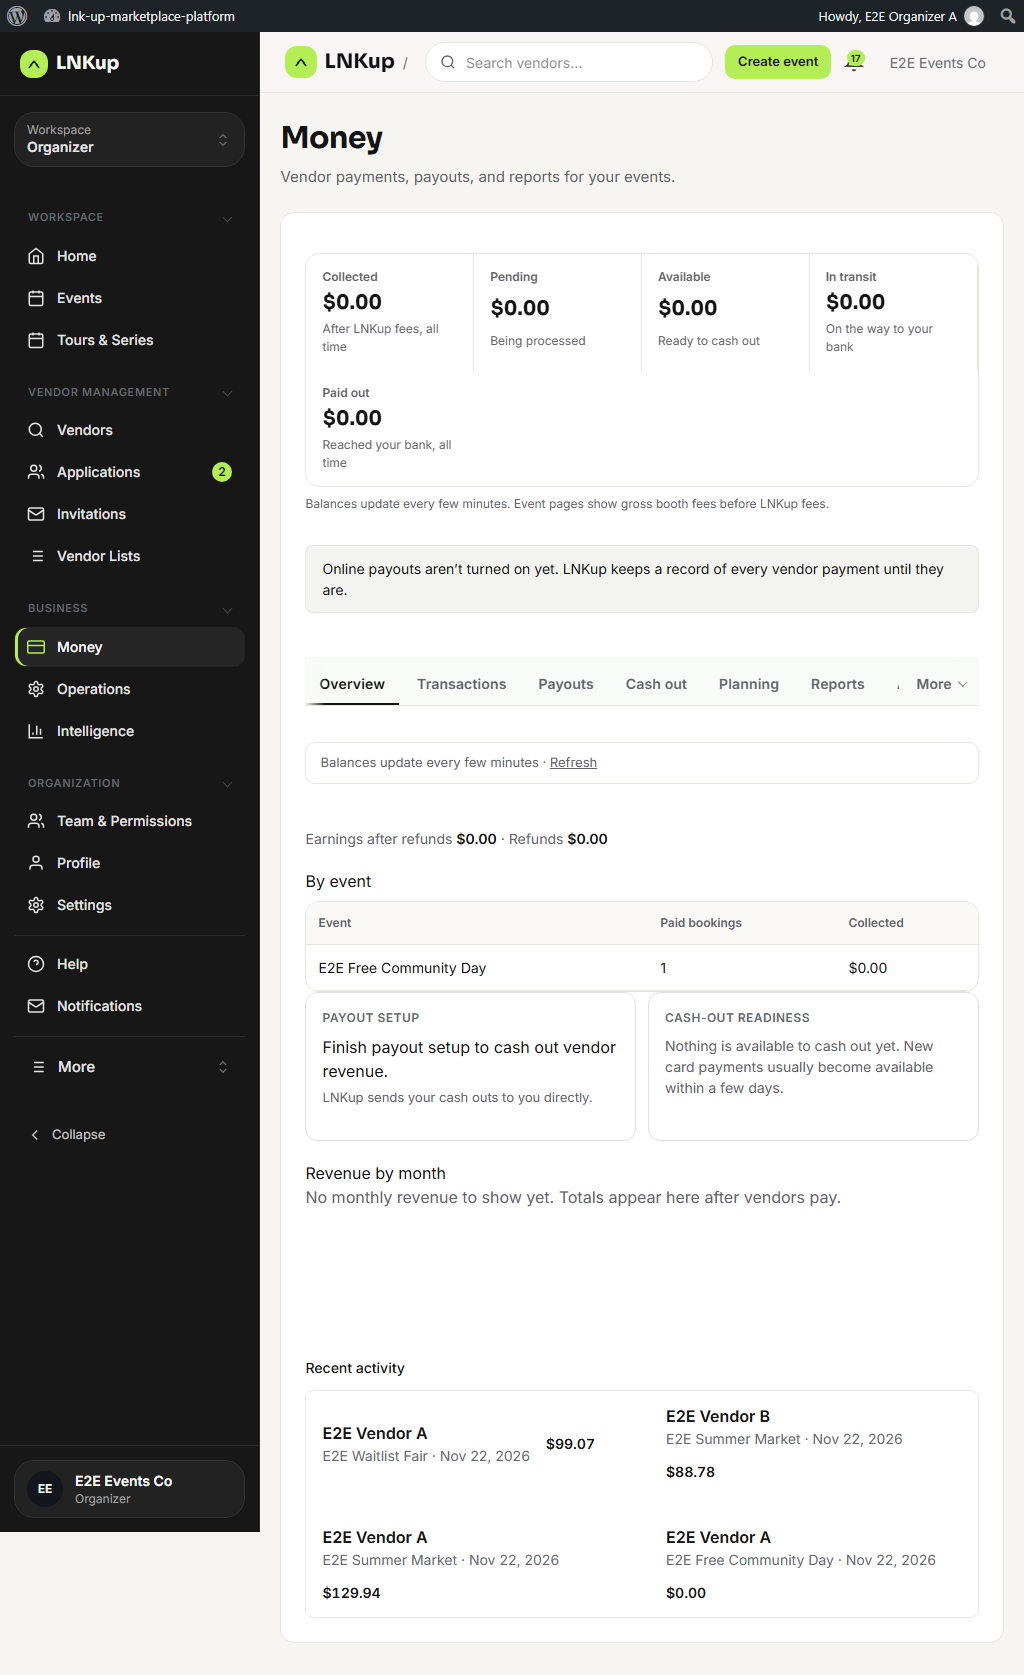 lnk-up-marketplace-platform
Howdy, E2E Organizer A
LNKup
LNKup /
Search vendors...
Create event
17
E2E Events Co
Workspace
Organizer
WORKSPACE
Home
Events
Tours & Series
VENDOR MANAGEMENT
Vendors
Applications 2
Invitations
Vendor Lists
BUSINESS
Money
Operations
Intelligence
ORGANIZATION
Team & Permissions
Profile
Settings
Help
Notifications
More
Collapse
EE
E2E Events Co
Organizer
Money
Vendor payments, payouts, and reports for your events.
Collected
$0.00
After LNKup fees, all
time
Pending
$0.00
Being processed
Available
$0.00
Ready to cash out
In transit
$0.00
On the way to your
bank
Paid out
$0.00
Reached your bank, all
time
Balances update every few minutes. Event pages show gross booth fees before LNKup fees.
Online payouts aren’t turned on yet. LNKup keeps a record of every vendor payment until they
are.
Overview Transactions Payouts Cash out Planning Reports More
Balances update every few minutes · Refresh
Earnings after refunds $0.00 · Refunds $0.00
By event
Event Paid bookings Collected
E2E Free Community Day 1 $0.00
PAYOUT SETUP
Finish payout setup to cash out vendor
revenue.
LNKup sends your cash outs to you directly.
CASH-OUT READINESS
Nothing is available to cash out yet. New
card payments usually become available
within a few days.
Revenue by month
No monthly revenue to show yet. Totals appear here after vendors pay.
Recent activity
E2E Vendor A
E2E Waitlist Fair · Nov 22, 2026
$99.07
E2E Vendor B
E2E Summer Market · Nov 22, 2026
$88.78
E2E Vendor A
E2E Summer Market · Nov 22, 2026
$129.94
E2E Vendor A
E2E Free Community Day · Nov 22, 2026
$0.00